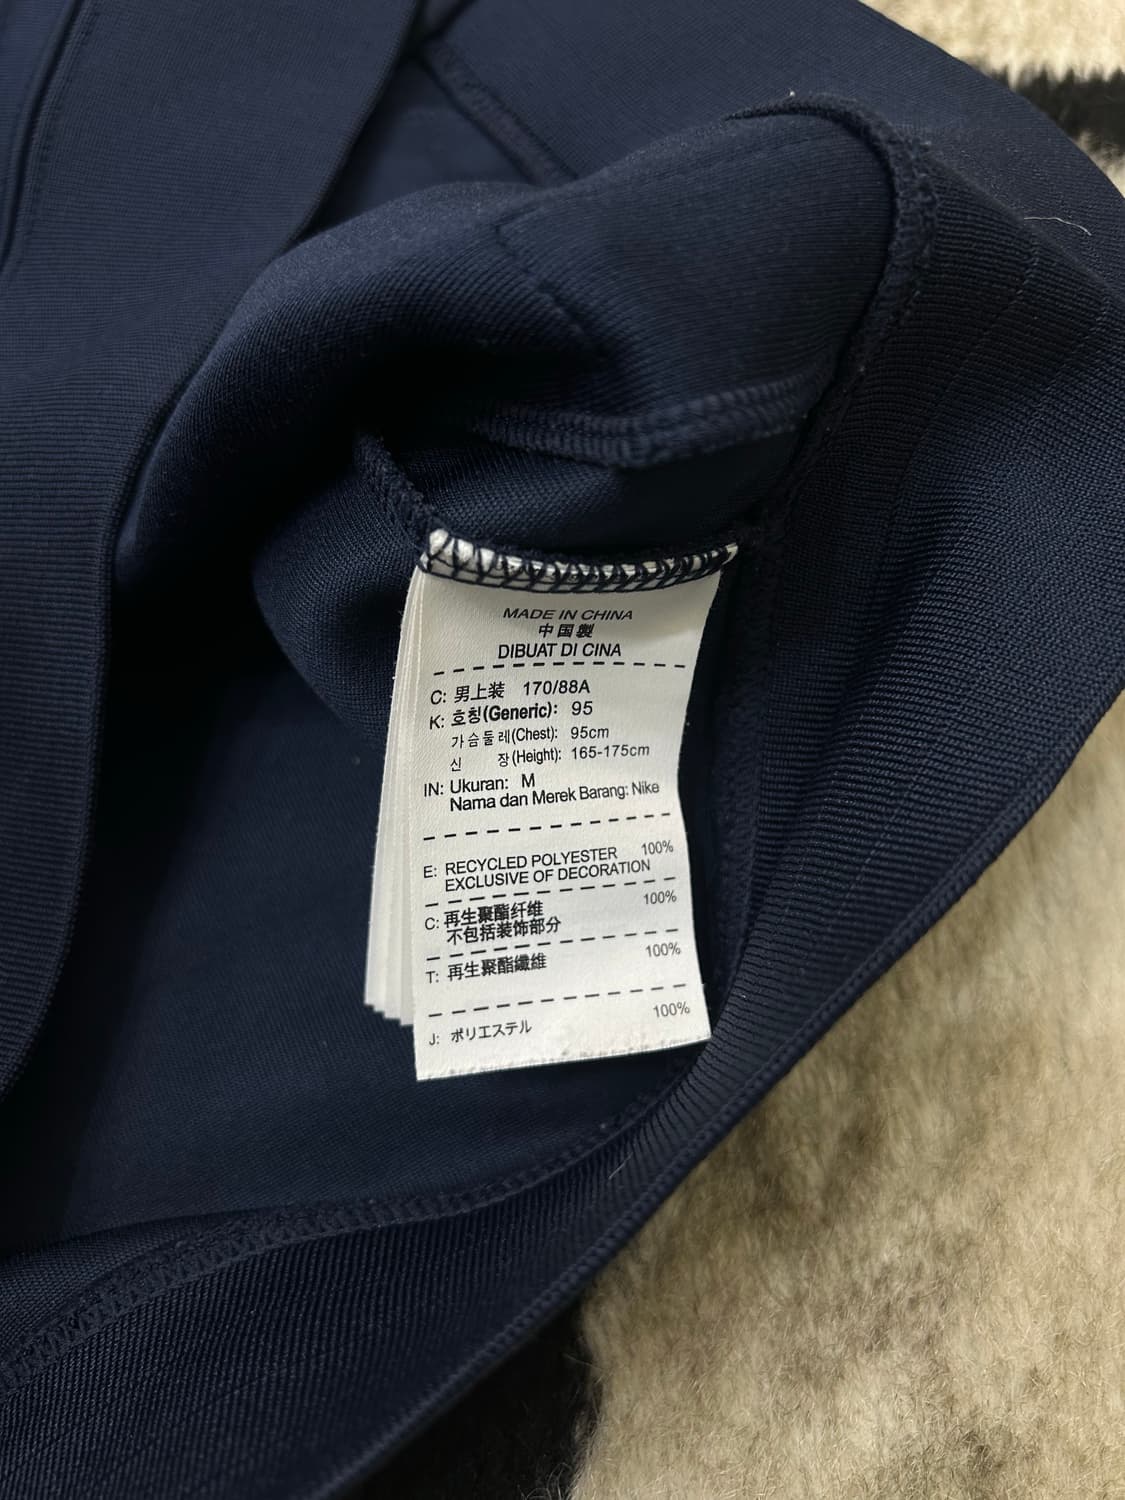 MADE IN CHINA
中国製
DIBUAT DI CINA
C: 男上装 170/88A
K: 호칭(Generic): 95
가슴둘레(Chest): 95cm
신 장(Height): 165-175cm
IN: Ukuran: M
Nama dan Merek Barang: Nike
E: RECYCLED POLYESTER 100%
EXCLUSIVE OF DECORATION
C: 再生聚酯纤维 100%
不包括装饰部分
T: 再生聚酯纖維 100%
J: ポリエステル 100%